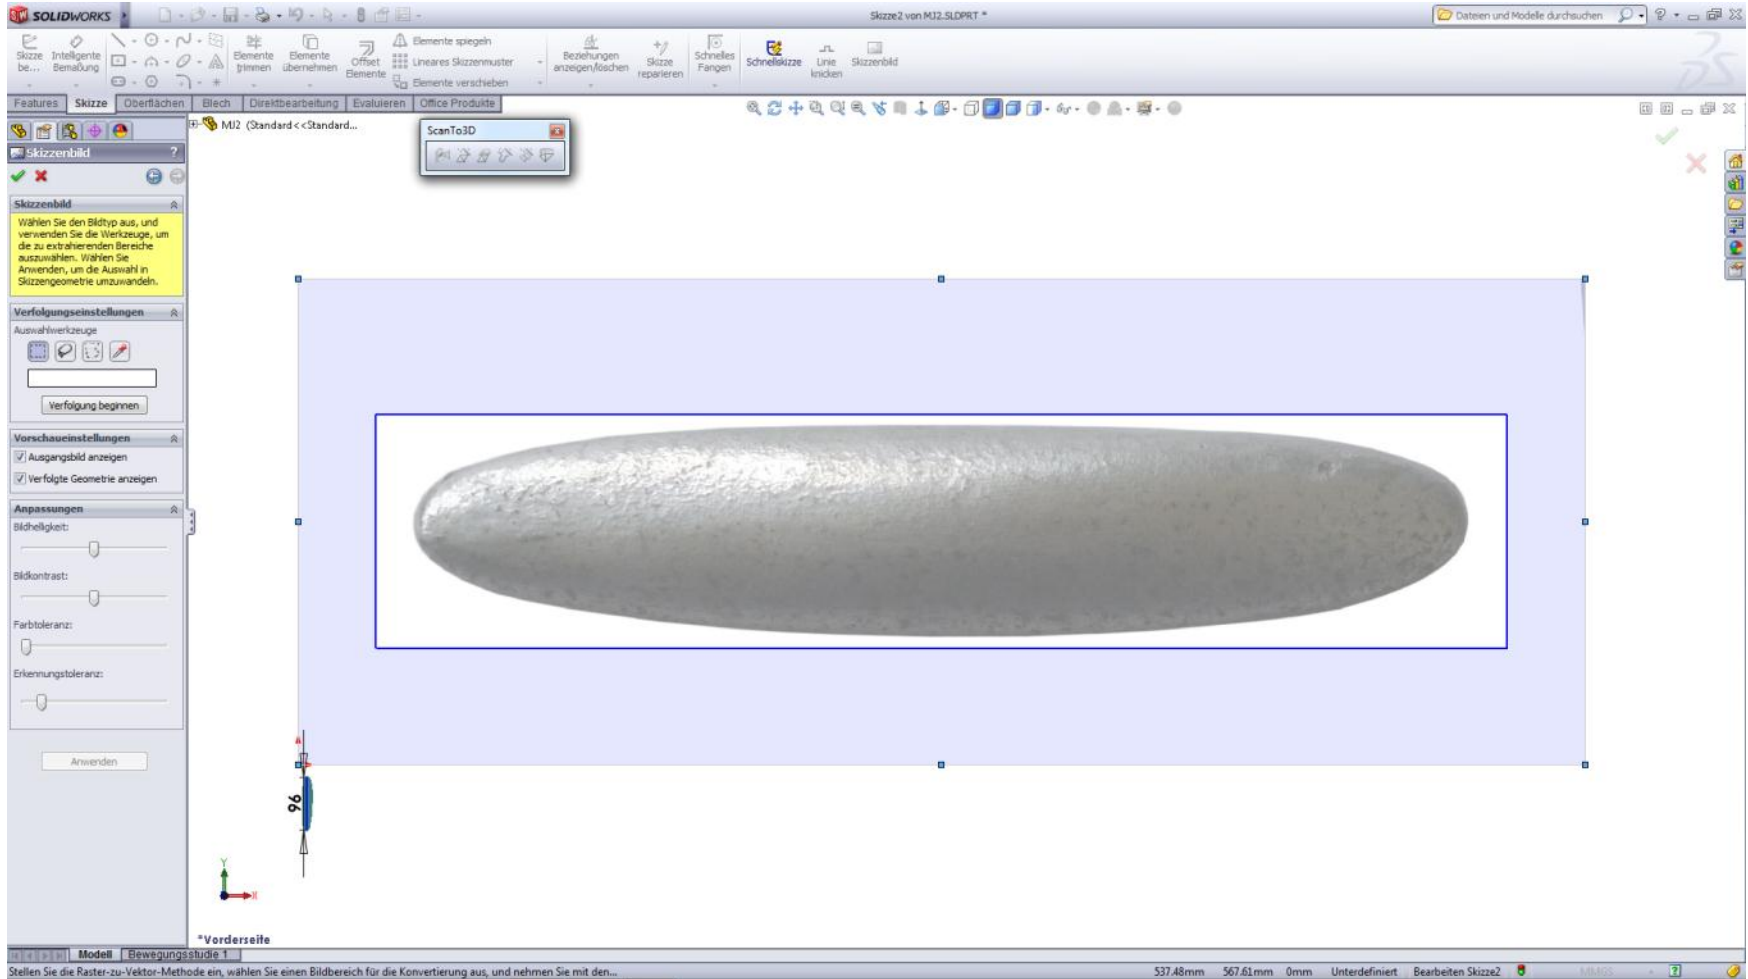 SOLIDWORKS
Skizze2 von MJ2.SLDPRT *
Dateien und Modelle durchsuchen
Skizze be...
Intelligente Bemaßung
Elemente trimmen
Elemente übernehmen
Offset Elemente
Elemente spiegeln
Lineares Skizzenmuster
Elemente verschieben
Beziehungen anzeigen/löschen
Skizze reparieren
Schnelles Fangen
Schnellskizze
Linie knicken
Skizzenbild
Features Skizze Oberflächen Blech Direktbearbeitung Evaluieren Office Produkte
MJ2 (Standard<<Standard...
ScanTo3D
Skizzenbild ?
Skizzenbild
Wählen Sie den Bildtyp aus, und
verwenden Sie die Werkzeuge, um
die zu extrahierenden Bereiche
auszuwählen. Wählen Sie
Anwenden, um die Auswahl in
Skizzengeometrie umzuwandeln.
Verfolgungseinstellungen
Auswahlwerkzeuge
Verfolgung beginnen
Vorschaueinstellungen
Ausgangsbild anzeigen
Verfolgte Geometrie anzeigen
Anpassungen
Bildhelligkeit:
Bildkontrast:
Farbtoleranz:
Erkennungstoleranz:
Anwenden
96
Y
X
*Vorderseite
Modell Bewegungsstudie 1
Stellen Sie die Raster-zu-Vektor-Methode ein, wählen Sie einen Bildbereich für die Konvertierung aus, und nehmen Sie mit den...
537.48mm 567.61mm 0mm Unterdefiniert Bearbeiten Skizze2 MMGS ?